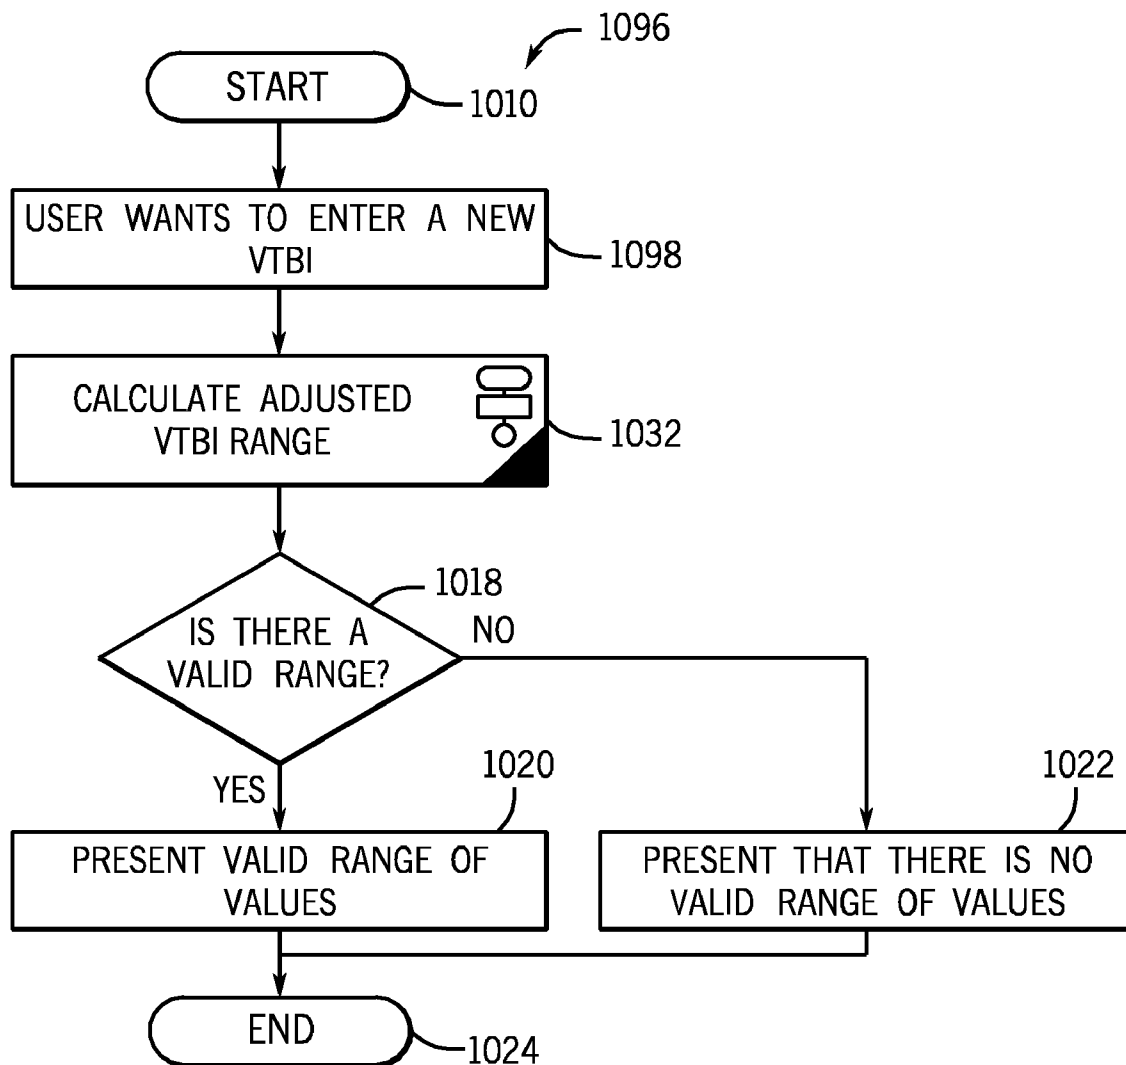 1096
START
1010
USER WANTS TO ENTER A NEW
VTBI
1098
CALCULATE ADJUSTED
VTBI RANGE
1032
1018
IS THERE A
VALID RANGE?
NO
YES
1020
1022
PRESENT VALID RANGE OF
VALUES
PRESENT THAT THERE IS NO
VALID RANGE OF VALUES
END
1024